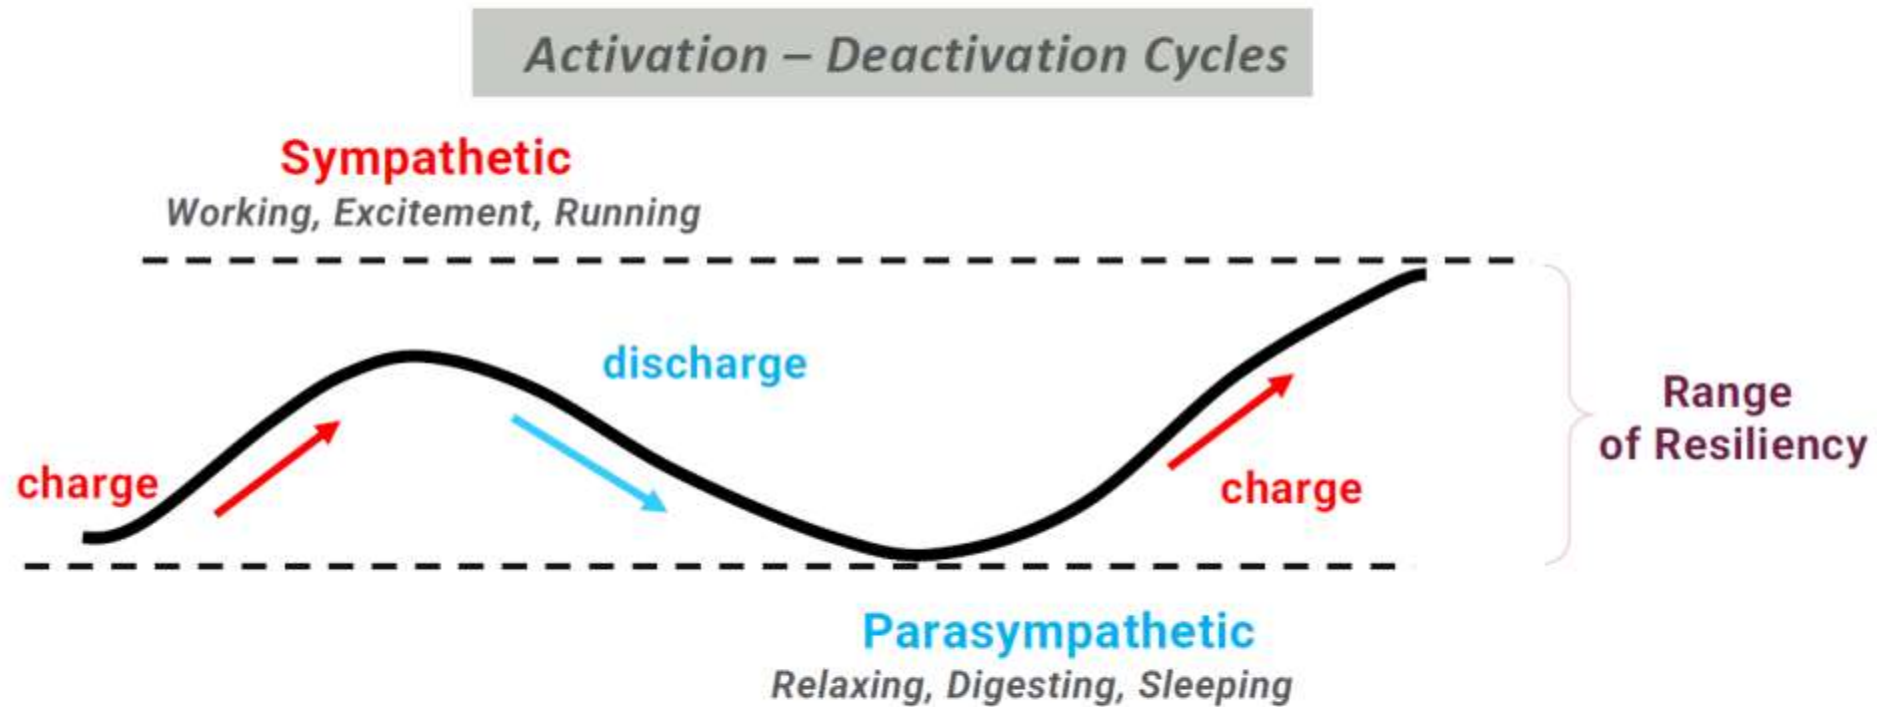 Activation – Deactivation Cycles
Sympathetic
Working, Excitement, Running
discharge
charge
charge
Range
of Resiliency
Parasympathetic
Relaxing, Digesting, Sleeping